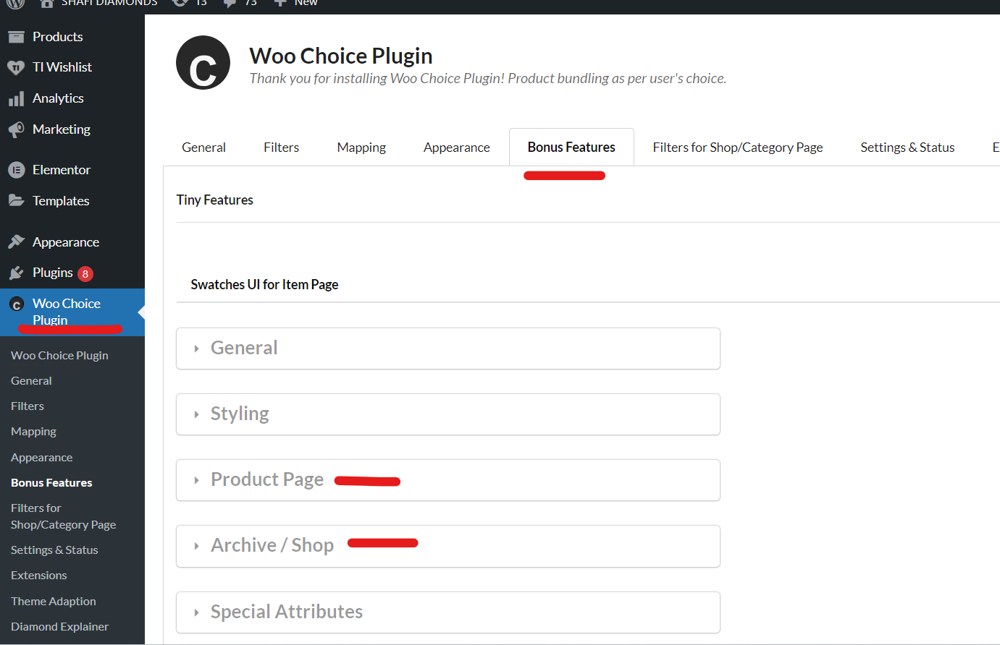 SHAFI DIAMONDS 13 73 New
Products
TI Wishlist
Analytics
Marketing
Elementor
Templates
Appearance
Plugins 8
Woo Choice
Plugin
Woo Choice Plugin
General
Filters
Mapping
Appearance
Bonus Features
Filters for
Shop/Category Page
Settings & Status
Extensions
Theme Adaption
Diamond Explainer
C
Woo Choice Plugin
Thank you for installing Woo Choice Plugin! Product bundling as per user's choice.
General Filters Mapping Appearance Bonus Features Filters for Shop/Category Page Settings & Status E
Tiny Features
Swatches UI for Item Page
General
Styling
Product Page
Archive / Shop
Special Attributes